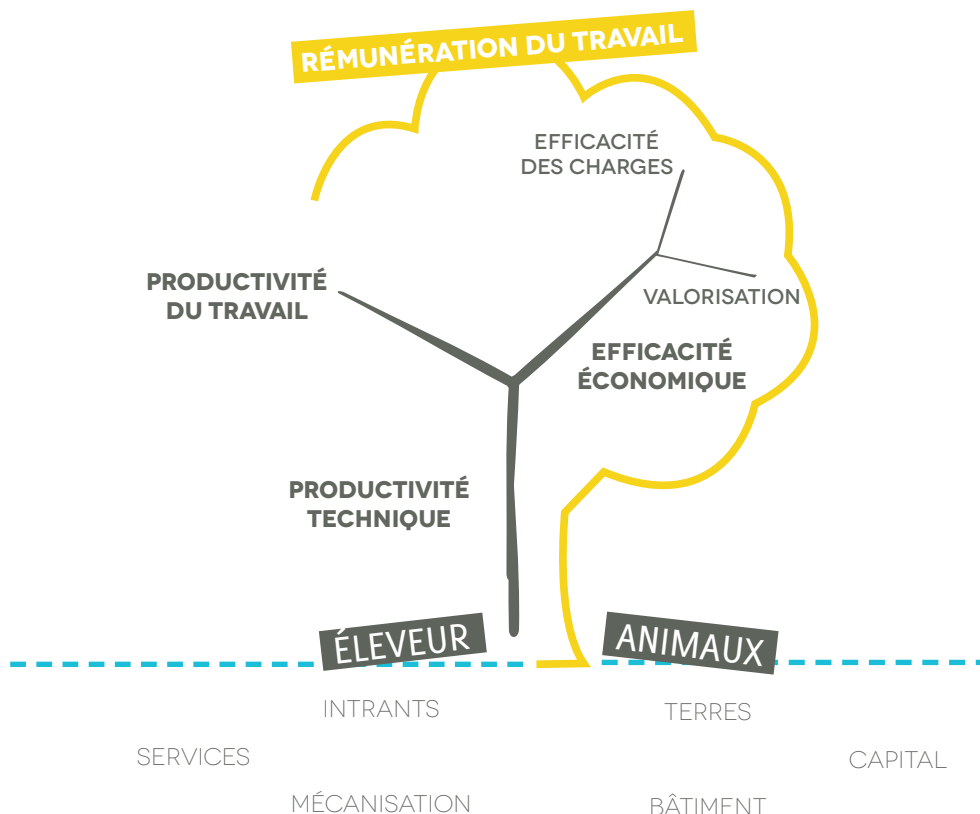 RÉMUNÉRATION DU TRAVAIL
EFFICACITÉ
DES CHARGES
PRODUCTIVITÉ
DU TRAVAIL
VALORISATION
EFFICACITÉ
ÉCONOMIQUE
PRODUCTIVITÉ
TECHNIQUE
ÉLEVEUR
ANIMAUX
INTRANTS
TERRES
SERVICES
CAPITAL
MÉCANISATION
BÂTIMENT